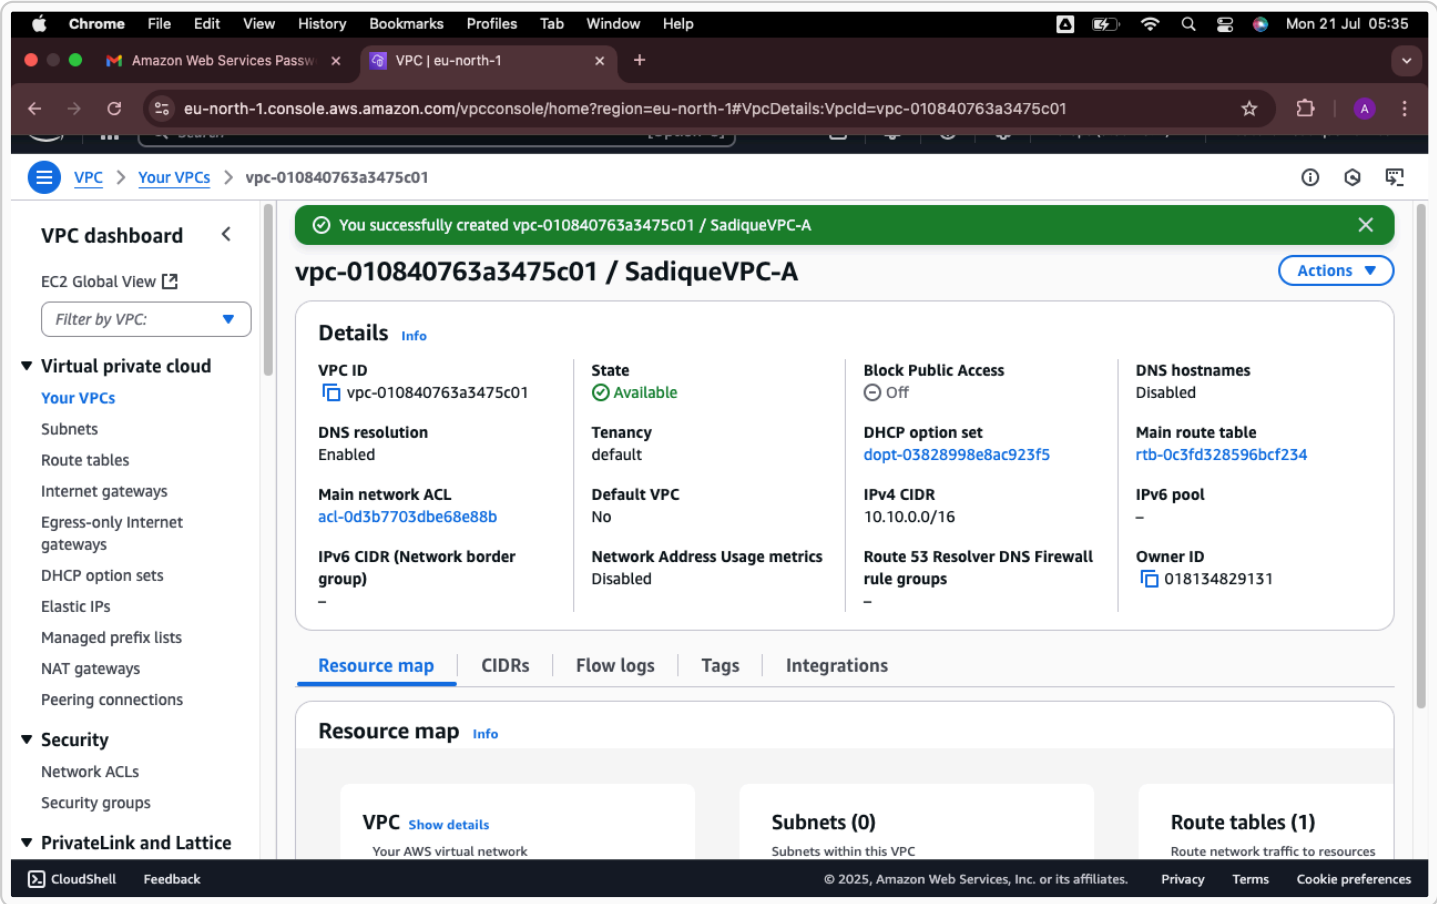 Chrome File Edit View History Bookmarks Profiles Tab Window Help Mon 21 Jul 05:35
Amazon Web Services Passw
VPC | eu-north-1
eu-north-1.console.aws.amazon.com/vpcconsole/home?region=eu-north-1#VpcDetails:VpcId=vpc-010840763a3475c01
A
VPC > Your VPCs > vpc-010840763a3475c01
VPC dashboard
EC2 Global View
Filter by VPC:
Virtual private cloud
Your VPCs
Subnets
Route tables
Internet gateways
Egress-only Internet
gateways
DHCP option sets
Elastic IPs
Managed prefix lists
NAT gateways
Peering connections
Security
Network ACLs
Security groups
PrivateLink and Lattice
You successfully created vpc-010840763a3475c01 / SadiqueVPC-A
vpc-010840763a3475c01 / SadiqueVPC-A
Actions
Details Info
VPC ID
vpc-010840763a3475c01
State
Available
Block Public Access
Off
DNS hostnames
Disabled
DNS resolution
Enabled
Tenancy
default
DHCP option set
dopt-03828998e8ac923f5
Main route table
rtb-0c3fd328596bcf234
Main network ACL
acl-0d3b7703dbe68e88b
Default VPC
No
IPv4 CIDR
10.10.0.0/16
IPv6 pool
–
IPv6 CIDR (Network border
group)
–
Network Address Usage metrics
Disabled
Route 53 Resolver DNS Firewall
rule groups
–
Owner ID
018134829131
Resource map CIDRs Flow logs Tags Integrations
Resource map Info
VPC Show details
Your AWS virtual network
Subnets (0)
Subnets within this VPC
Route tables (1)
Route network traffic to resources
CloudShell Feedback © 2025, Amazon Web Services, Inc. or its affiliates. Privacy Terms Cookie preferences